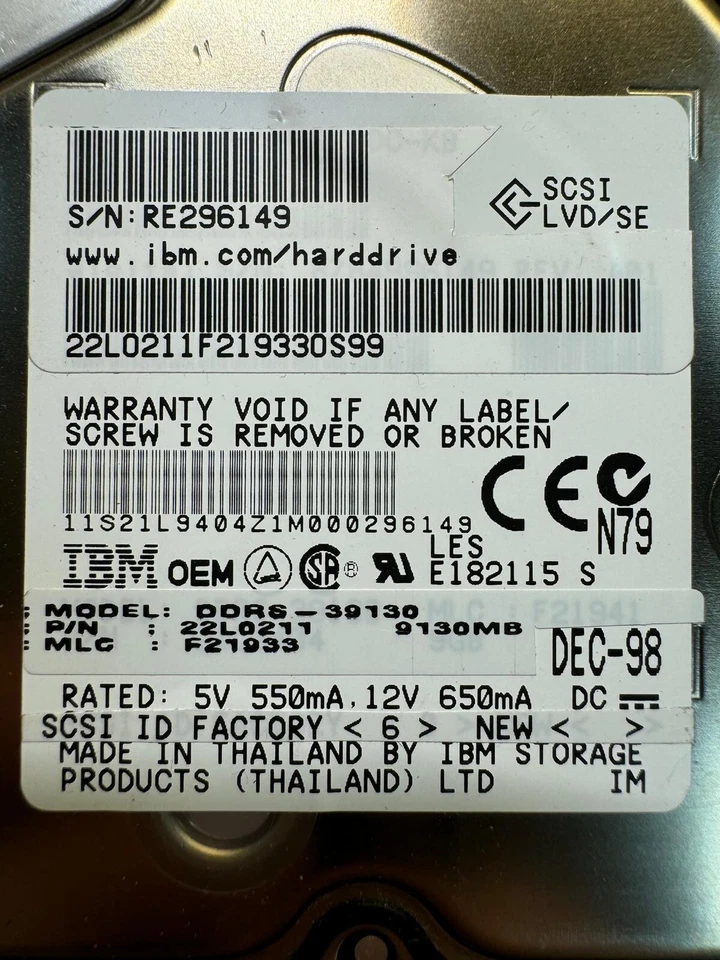 S/N:RE296149
SCSI
LVD/SE
www.ibm.com/harddrive
22L0211F219330S99
WARRANTY VOID IF ANY LABEL/
SCREW IS REMOVED OR BROKEN
11S21L9404Z1M000296149
CE
N79
IBM OEM SA ® LES
E182115 S
MODEL: DDRS-39130
P/N : 22L0211 9130MB
MLC : F21933
DEC-98
RATED: 5V 550mA,12V 650mA DC
SCSI ID FACTORY < 6 > NEW < >
MADE IN THAILAND BY IBM STORAGE
PRODUCTS (THAILAND) LTD IM